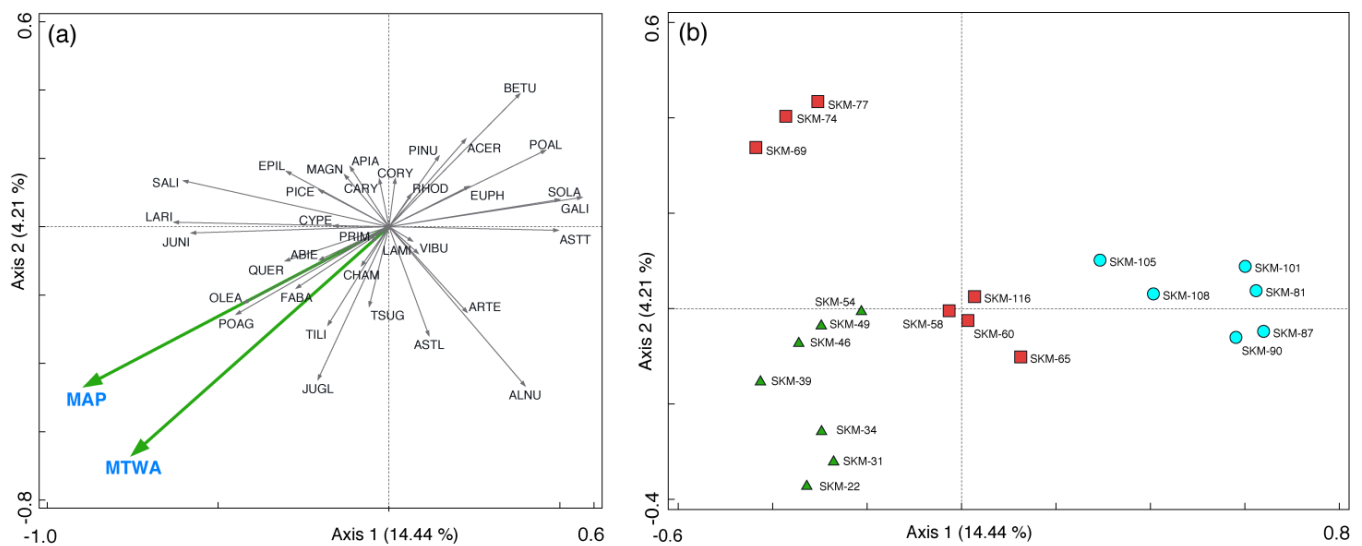 (a)
0.6
BETU
ACER
POAL
PINU
APIA
EPIL
MAGN
CORY
SALI
PICE
CARY
RHOD
EUPH
SOLA
GALI
LARI
CYPE
JUNI
PRIM
ASTT
ABIE
LAMI
VIBU
QUER
CHAM
OLEA
FABA
POAG
TSUG
ARTE
TILI
ASTL
JUGL
ALNU
MAP
MTWA
Axis 2 (4.21 %)
-0.8
-1.0
Axis 1 (14.44 %)
0.6
(b)
0.6
SKM-77
SKM-74
SKM-69
SKM-105
SKM-101
SKM-108
SKM-81
SKM-54
SKM-116
SKM-49
SKM-58
SKM-60
SKM-87
SKM-46
SKM-90
SKM-65
SKM-39
SKM-34
SKM-31
SKM-22
Axis 2 (4.21 %)
-0.4
-0.6
Axis 1 (14.44 %)
0.8